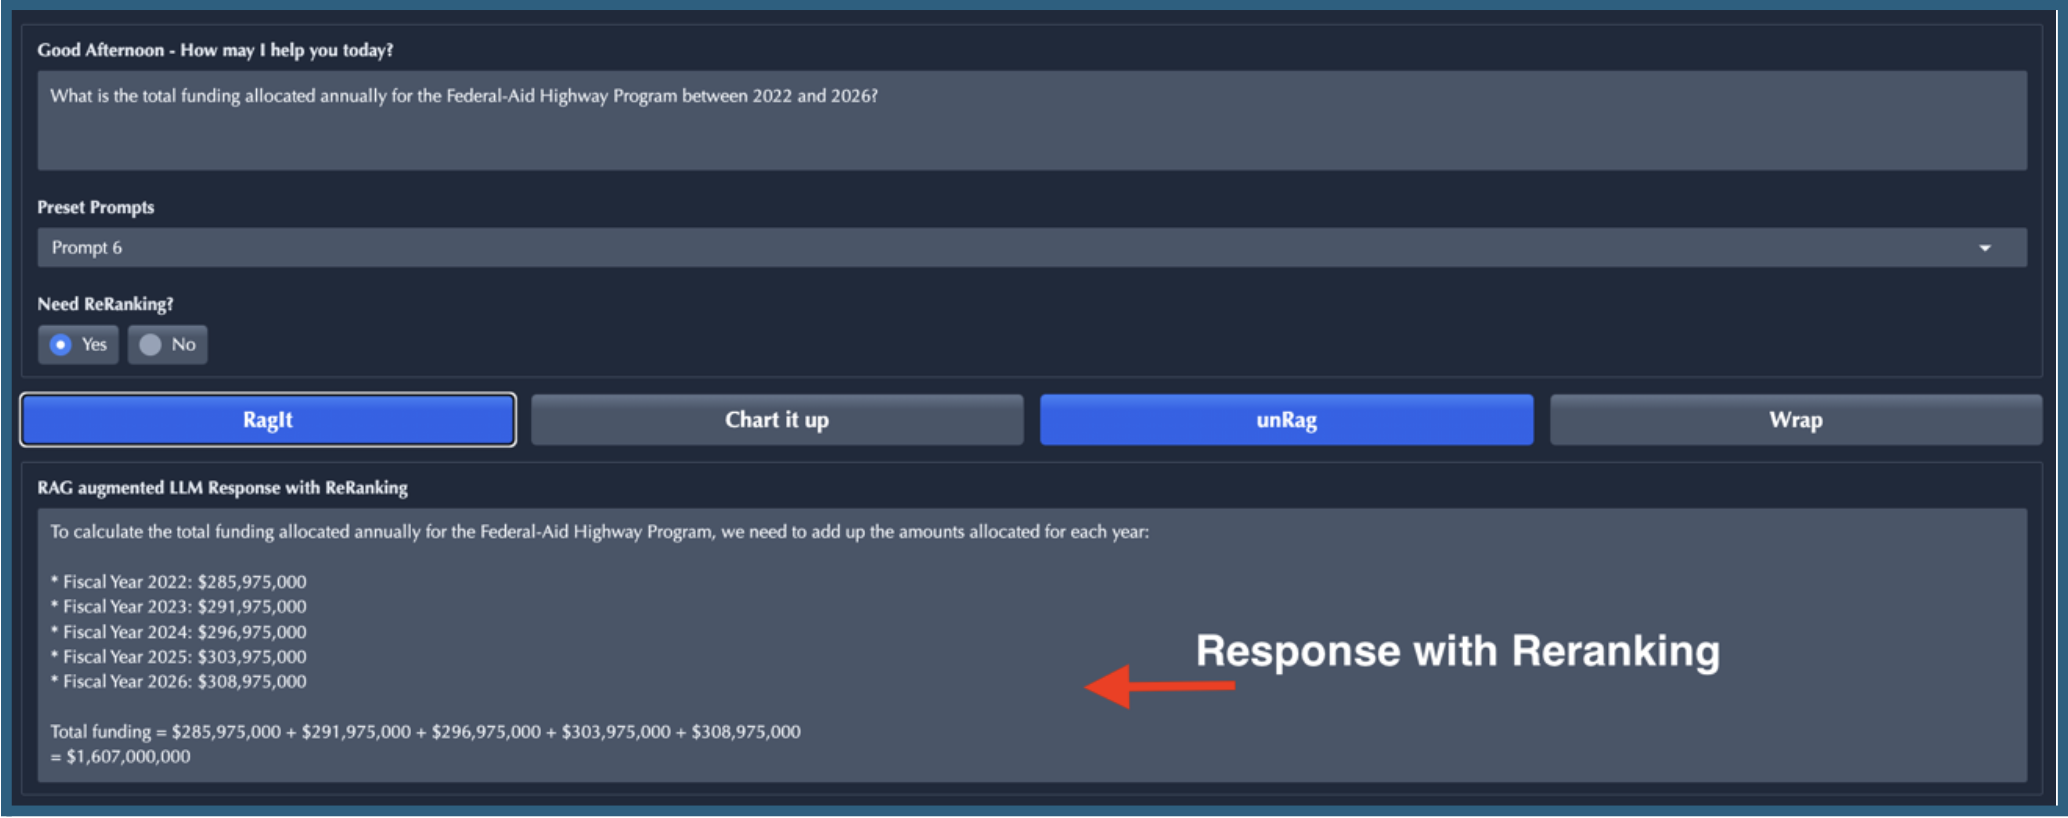 Good Afternoon - How may I help you today?
What is the total funding allocated annually for the Federal-Aid Highway Program between 2022 and 2026?
Preset Prompts
Prompt 6
Need ReRanking?
Yes No
RagIt Chart it up unRag Wrap
RAG augmented LLM Response with ReRanking
To calculate the total funding allocated annually for the Federal-Aid Highway Program, we need to add up the amounts allocated for each year:
* Fiscal Year 2022: $285,975,000
* Fiscal Year 2023: $291,975,000
* Fiscal Year 2024: $296,975,000
* Fiscal Year 2025: $303,975,000
* Fiscal Year 2026: $308,975,000
Response with Reranking
Total funding = $285,975,000 + $291,975,000 + $296,975,000 + $303,975,000 + $308,975,000
= $1,607,000,000